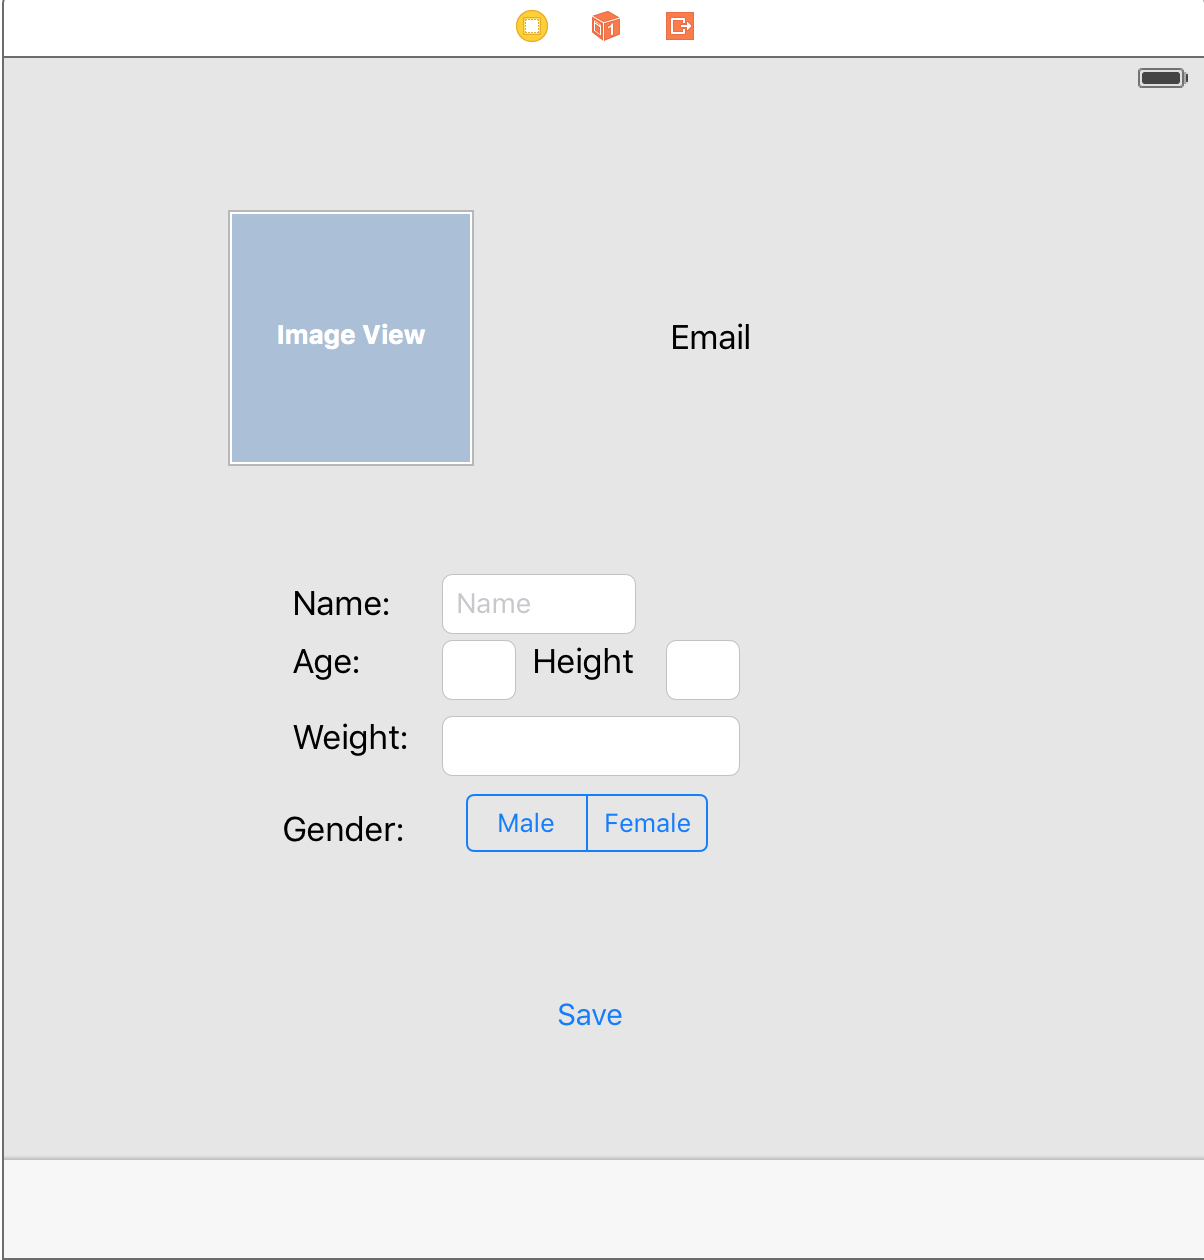 Image View
Email
Name: Name
Age: Height
Weight:
Gender: Male Female
Save